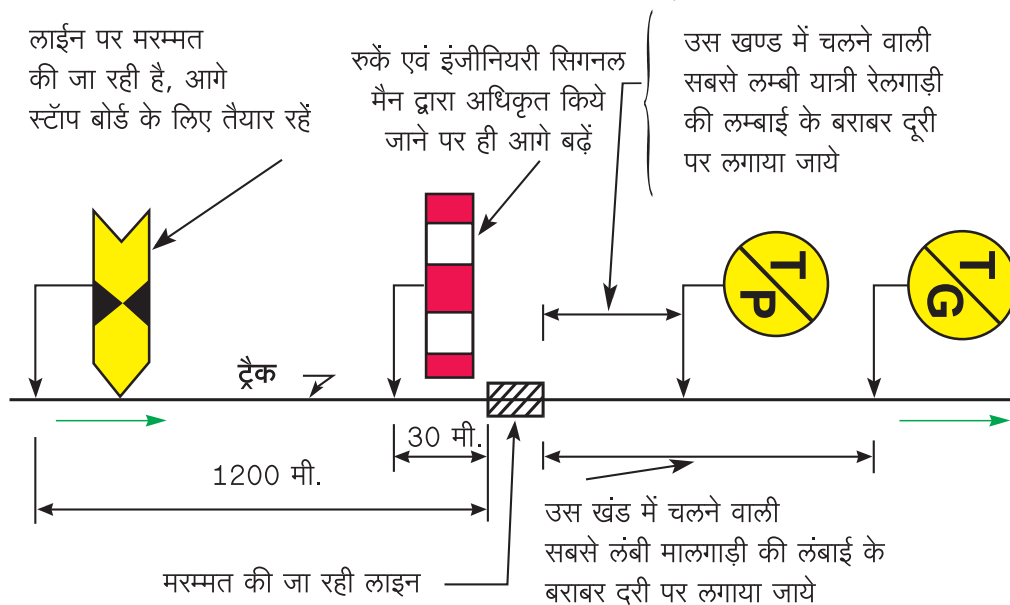 लाईन पर मरम्मत
की जा रही है, आगे
स्टॉप बोर्ड के लिए तैयार रहें
रुकें एवं इंजीनियरी सिगनल
मैन द्वारा अधिकृत किये
जाने पर ही आगे बढ़ें
उस खण्ड में चलने वाली
सबसे लम्बी यात्री रेलगाड़ी
की लम्बाई के बराबर दूरी
पर लगाया जाये
T/P
T/G
ट्रैक
30 मी.
1200 मी.
उस खंड में चलने वाली
सबसे लंबी मालगाड़ी की लंबाई के
बराबर दरी पर लगाया जाये
मरम्मत की जा रही लाइन